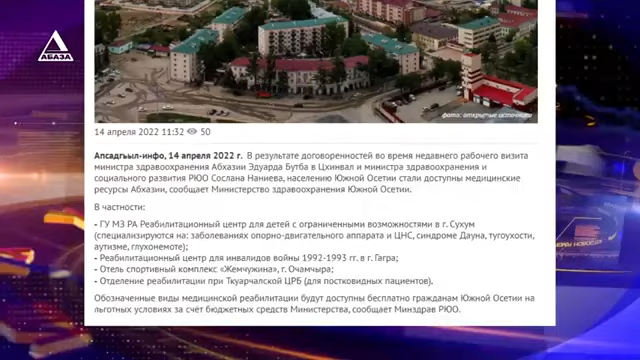 АБАЗА
фото: открытые источники
14 апреля 2022 11:32 50
Апсадгьыл-инфо, 14 апреля 2022 г. В результате договоренностей во время недавнего рабочего визита
министра здравоохранения Абхазии Эдуарда Бутба в Цхинвал и министра здравоохранения и
социального развития РЮО Сослана Наниева, населению Южной Осетии стали доступны медицинские
ресурсы Абхазии, сообщает Министерство здравоохранения Южной Осетии.
В частности:
- ГУ МЗ РА Реабилитационный центр для детей с ограниченными возможностями в г. Сухум
(специализируются на: заболеваниях опорно-двигательного аппарата и ЦНС, синдроме Дауна, тугоухости,
аутизме, глухонемоте);
- Реабилитационный центр для инвалидов войны 1992-1993 гг. в г. Гагра;
- Отель спортивный комплекс «Жемчужина», г. Очамчыра;
- Отделение реабилитации при Ткуарчалской ЦРБ (для постковидных пациентов).
Обозначенные виды медицинской реабилитации будут доступны бесплатно гражданам Южной Осетии на
льготных условиях за счёт бюджетных средств Министерства, сообщает Минздрав РЮО.